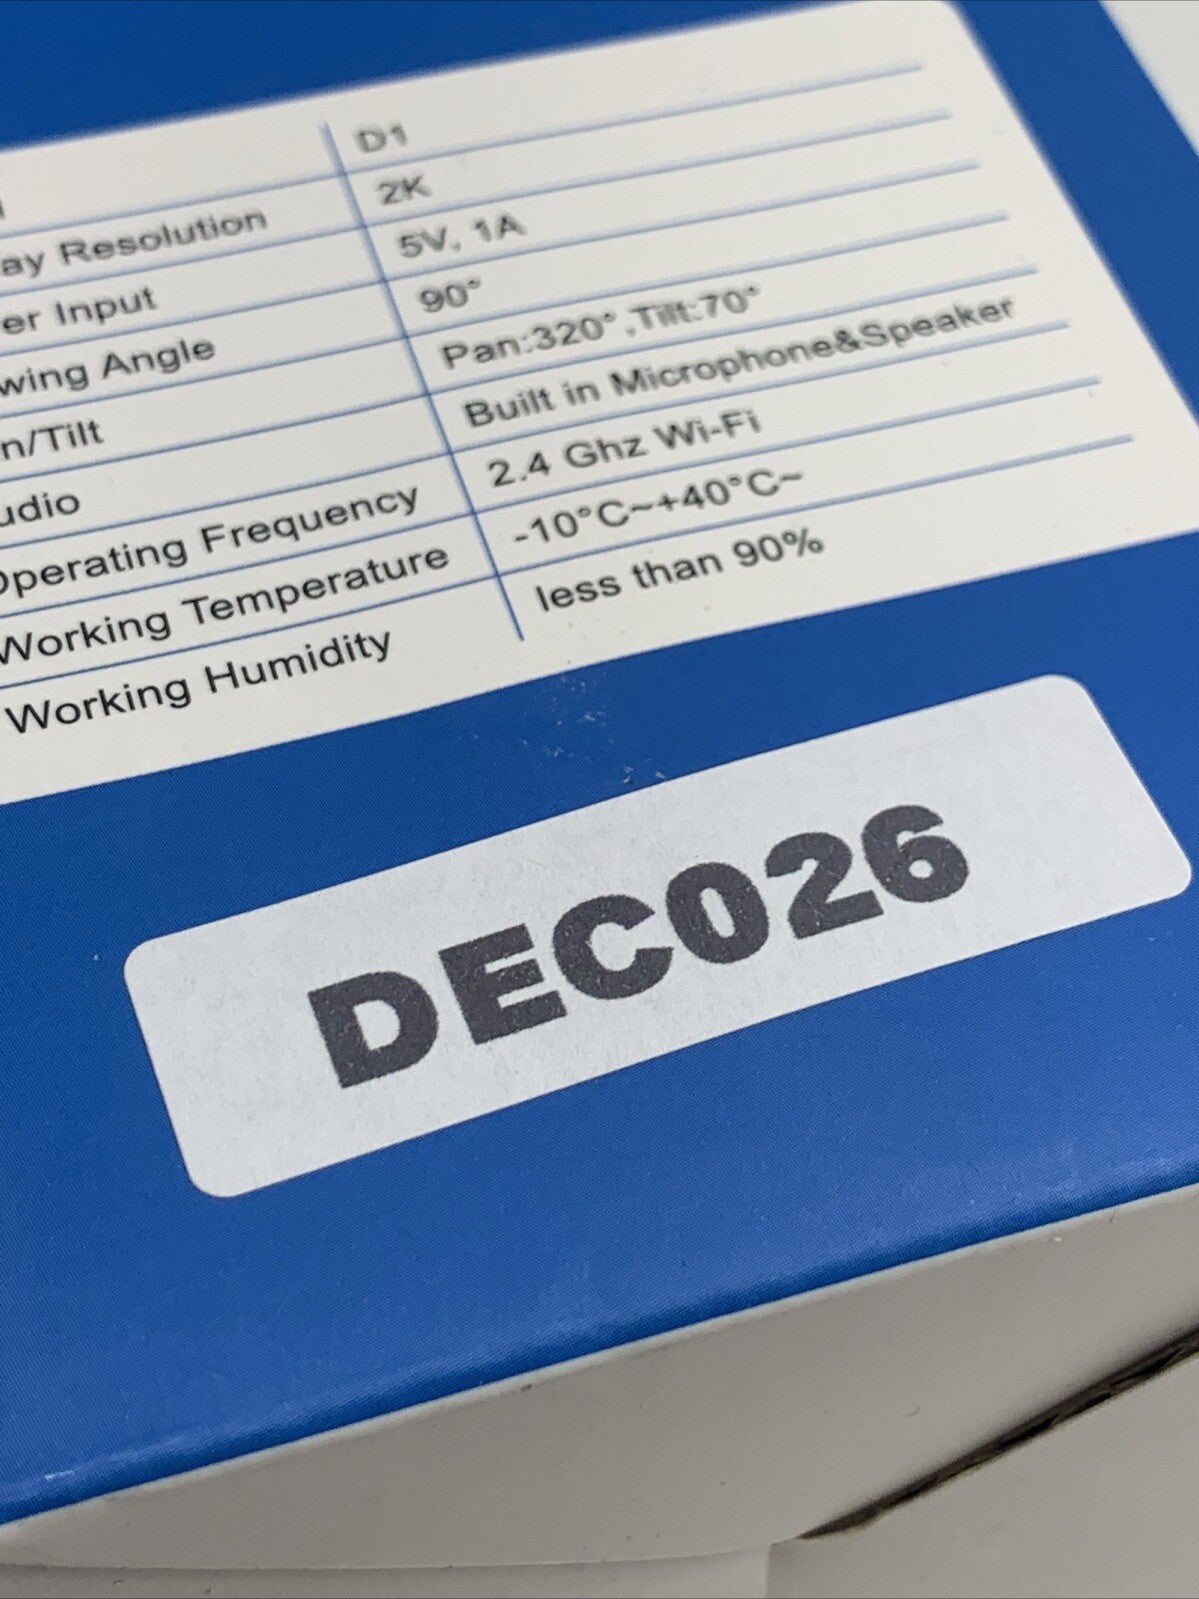 D1
ay Resolution 2K
er Input 5V, 1A
wing Angle 90°
n/Tilt Pan:320° ,Tilt:70°
udio Built in Microphone&Speaker
Operating Frequency 2.4 Ghz Wi-Fi
Working Temperature -10°C~+40°C~
Working Humidity less than 90%
DEC026